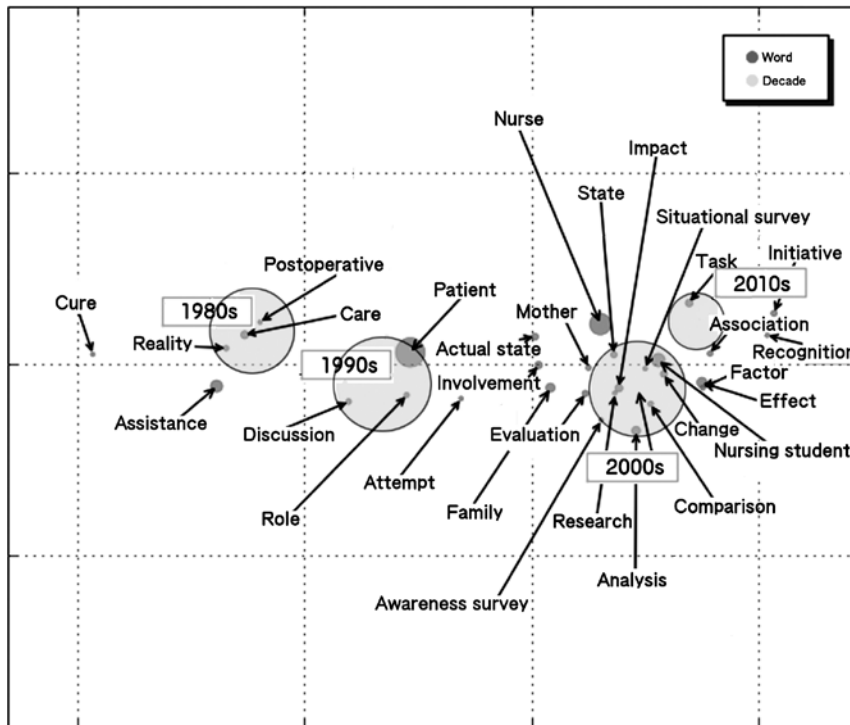 Word
Decade
Nurse
Impact
State
Situational survey
Initiative
Task
2010s
Postoperative
Cure
1980s
Care
Patient
Mother
Association
Reality
Actual state
Recognition
1990s
Involvement
Factor
Effect
Assistance
Discussion
Evaluation
Change
Nursing student
2000s
Attempt
Role
Family
Research
Comparison
Analysis
Awareness survey